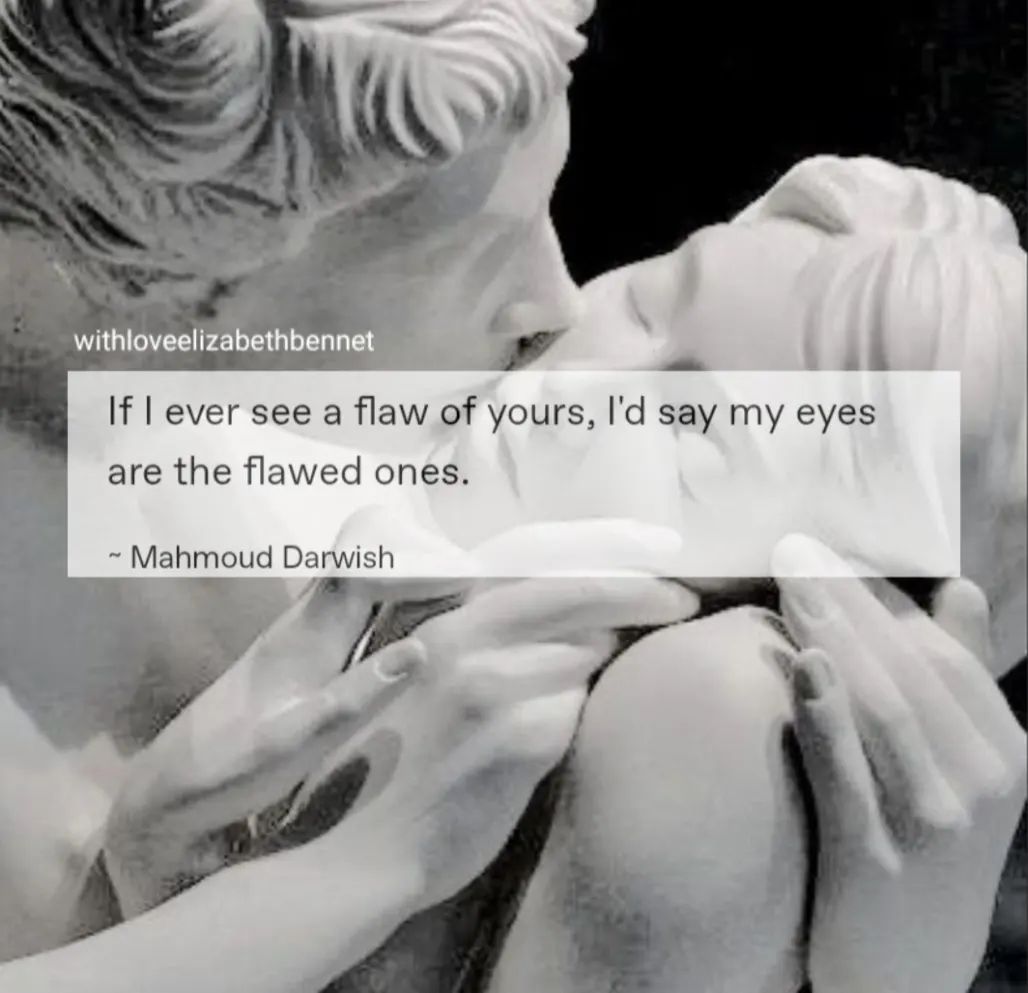 withloveelizabethbennet
If I ever see a flaw of yours, I'd say my eyes
are the flawed ones.
~ Mahmoud Darwish